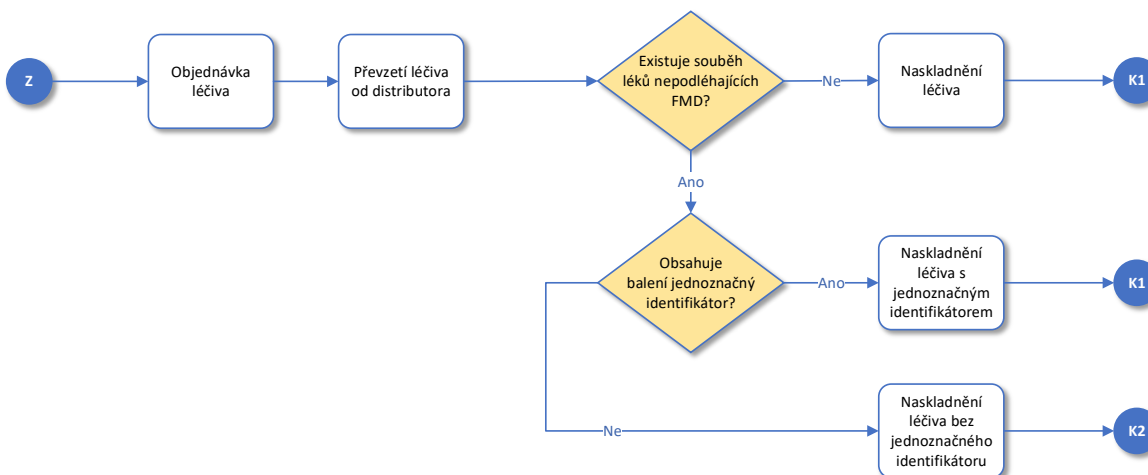 Z
Objednávka
léčiva
Převzetí léčiva
od distributora
Existuje souběh
léků nepodléhajících
FMD?
Ne
Naskladnění
léčiva
K1
Ano
Obsahuje
balení jednoznačný
identifikátor?
Ano
Naskladnění
léčiva s
jednoznačným
identifikátorem
K1
Ne
Naskladnění
léčiva bez
jednoznačného
identifikátoru
K2